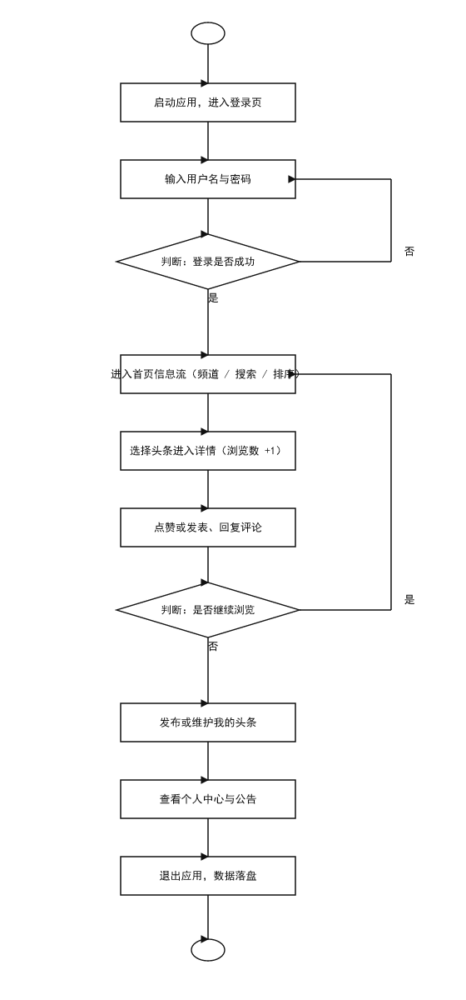 启动应用，进入登录页
输入用户名与密码
否
判断：登录是否成功
是
进入首页信息流（频道 / 搜索 / 排序）
选择头条进入详情（浏览数 +1）
点赞或发表、回复评论
是
判断：是否继续浏览
否
发布或维护我的头条
查看个人中心与公告
退出应用，数据落盘